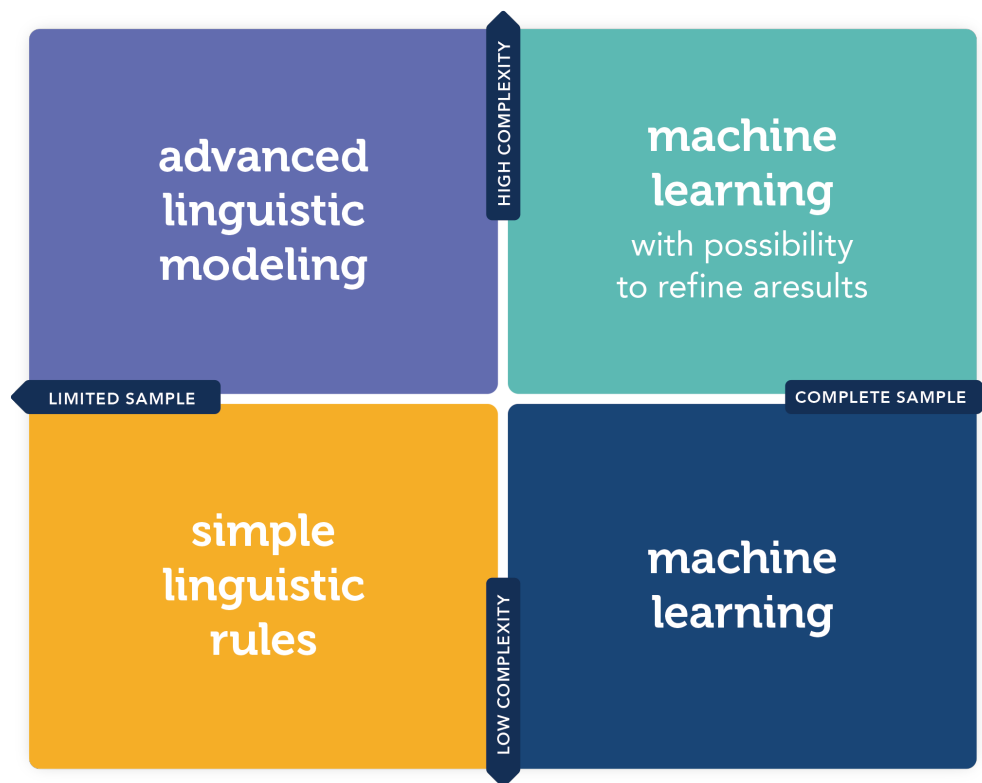 HIGH COMPLEXITY
advanced
linguistic
modeling
machine
learning
with possibility
to refine aresults
LIMITED SAMPLE
COMPLETE SAMPLE
simple
linguistic
rules
machine
learning
LOW COMPLEXITY